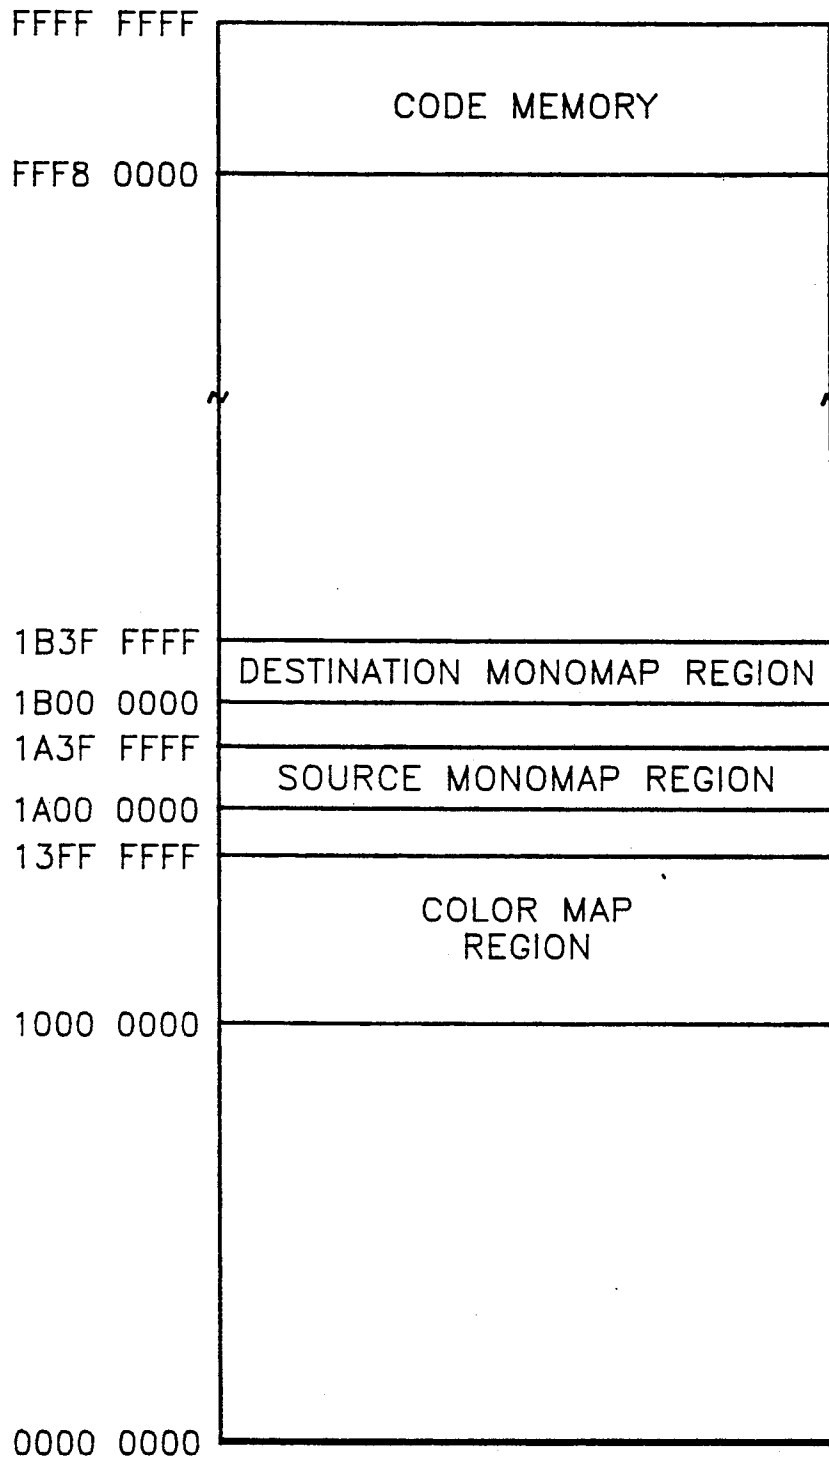 FFFF FFFF
CODE MEMORY
FFF8 0000
1B3F FFFF
DESTINATION MONOMAP REGION
1B00 0000
1A3F FFFF
SOURCE MONOMAP REGION
1A00 0000
13FF FFFF
COLOR MAP
REGION
1000 0000
0000 0000